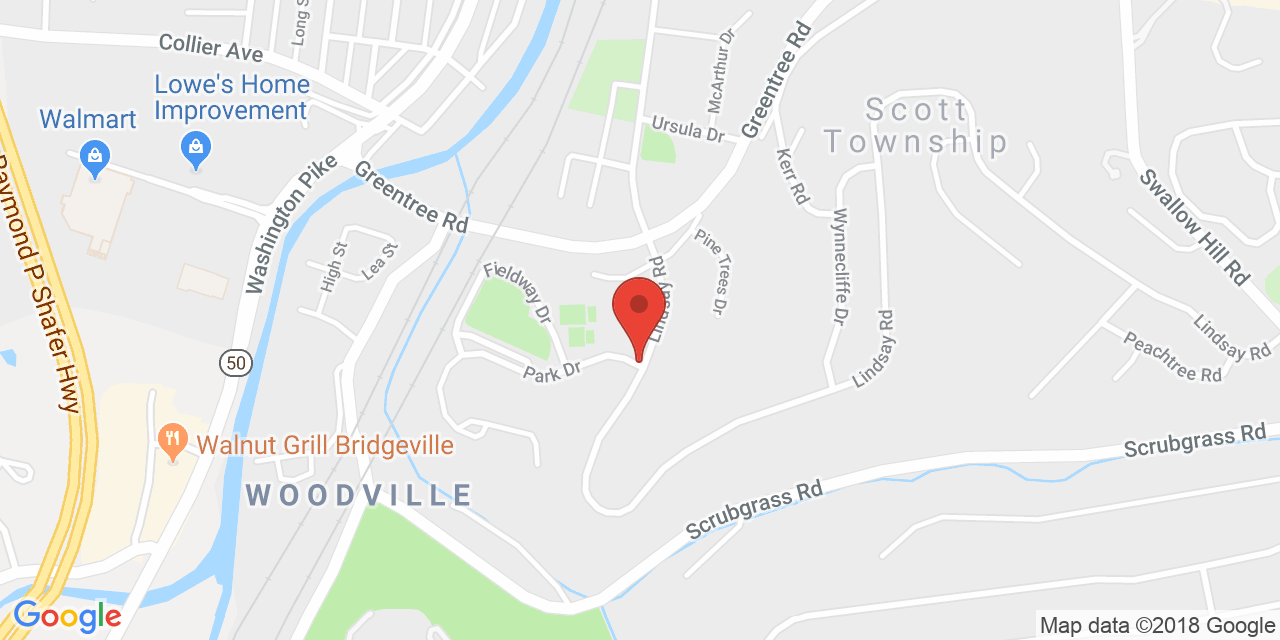 Long S
Collier Ave
Lowe's Home
Improvement
Walmart
McArthur Dr
Greentree Rd
Ursula Dr
Scott
Township
Raymond P Shafer Hwy
Washington Pike
Greentree Rd
Kerr Rd
Swallow Hill Rd
High St
Lea St
Fieldway Dr
Lindsay Rd
Pine Trees Dr
Wynnecliffe Dr
Lindsay Rd
Lindsay Rd
Peachtree Rd
50
Park Dr
Walnut Grill Bridgeville
WOODVILLE
Scrubgrass Rd
Scrubgrass Rd
Google
Map data ©2018 Google